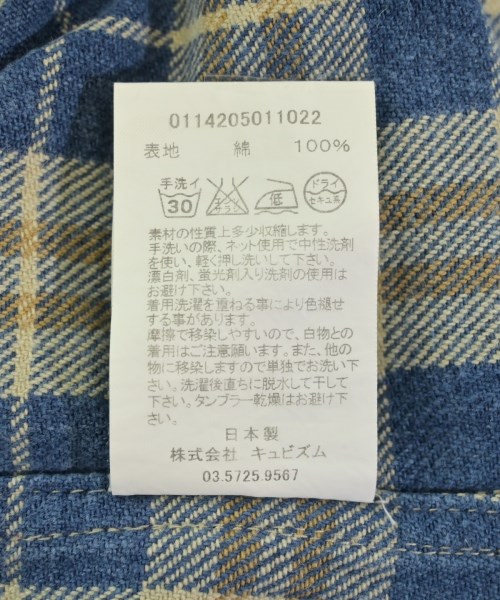 0114205011022
表地 綿 100%
手洗イ
30 エンソ サラシ 低 ドライ セキユ系
素材の性質上多少収縮します。
手洗いの際、ネット使用で中性洗剤
を使い、軽く押し洗いして下さい。
漂白剤、蛍光剤入り洗剤の使用は
お避け下さい。
着用洗濯を重ねる事により色褪せ
する事があります。
摩擦で移染しやすいので、白物との
着用はご注意願います。また、他の
物に移染しますので単独でお洗い下
さい。洗濯後直ちに脱水して干して
下さい。タンブラー乾燥はお避け下
さい。
日本製
株式会社 キュビズム
03.5725.9567